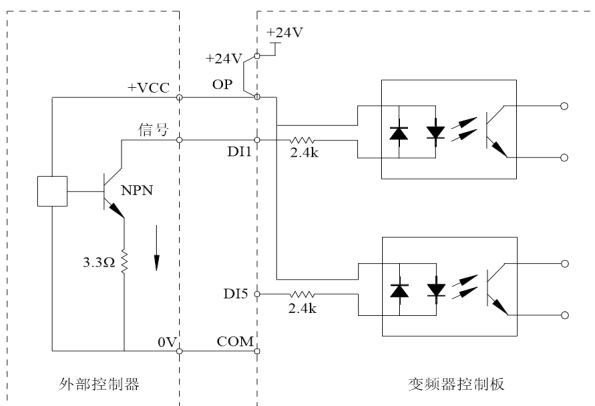 +24V
+24V
+VCC
OP
信号
DI1
2.4k
NPN
3.3Ω
DI5
2.4k
0V
COM
外部控制器
变频器控制板